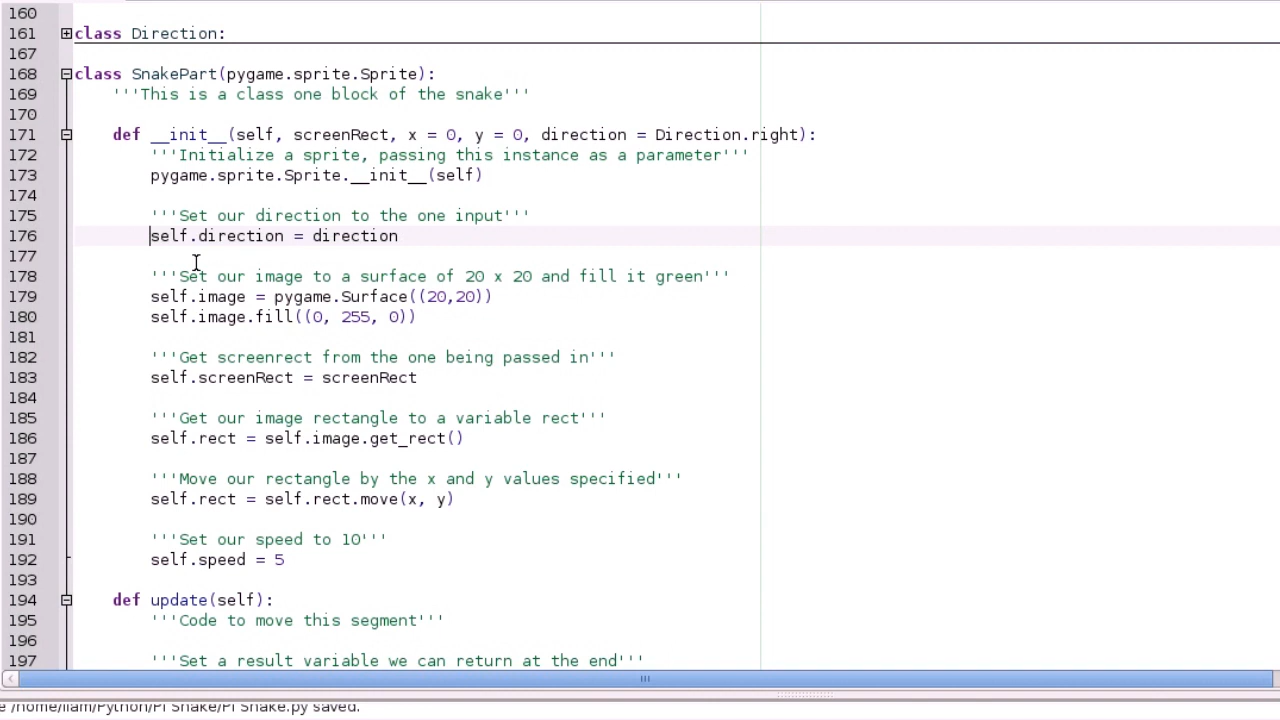 160
161 class Direction:
167
168 class SnakePart(pygame.sprite.Sprite):
169 '''This is a class one block of the snake'''
170
171 def __init__(self, screenRect, x = 0, y = 0, direction = Direction.right):
172 '''Initialize a sprite, passing this instance as a parameter'''
173 pygame.sprite.Sprite.__init__(self)
174
175 '''Set our direction to the one input'''
176 self.direction = direction
177
178 '''Set our image to a surface of 20 x 20 and fill it green'''
179 self.image = pygame.Surface((20,20))
180 self.image.fill((0, 255, 0))
181
182 '''Get screenrect from the one being passed in'''
183 self.screenRect = screenRect
184
185 '''Get our image rectangle to a variable rect'''
186 self.rect = self.image.get_rect()
187
188 '''Move our rectangle by the x and y values specified'''
189 self.rect = self.rect.move(x, y)
190
191 '''Set our speed to 10'''
192 self.speed = 5
193
194 def update(self):
195 '''Code to move this segment'''
196
197 '''Set a result variable we can return at the end'''
e /home/liam/Python/Pi Snake/Pi Snake.py saved.